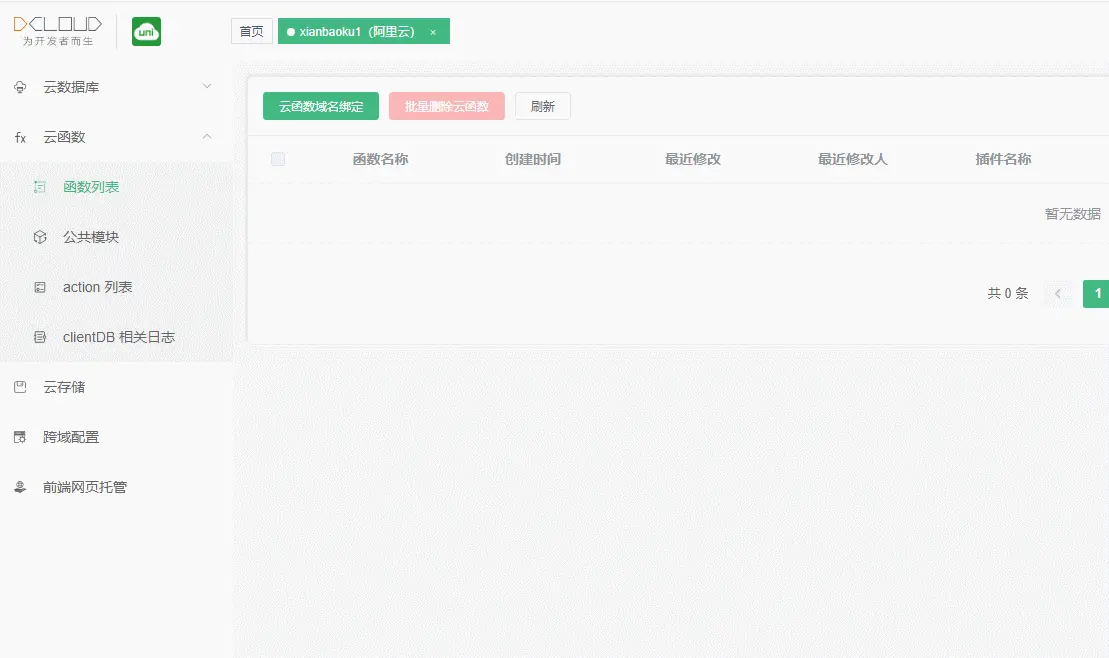 DCLOUD
为开发者而生
uni
首页
xianbaoku1（阿里云） ×
云数据库
fx 云函数
函数列表
公共模块
action 列表
clientDB 相关日志
云存储
跨域配置
前端网页托管
云函数域名绑定 批量删除云函数 刷新
函数名称 创建时间 最近修改 最近修改人 插件名称
暂无数据
共 0 条 < 1